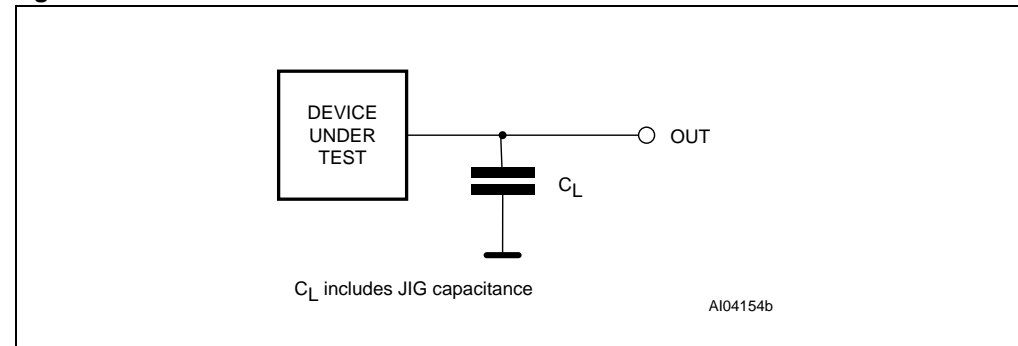 DEVICE
UNDER
TEST
OUT
CL
CL includes JIG capacitance
AI04154b